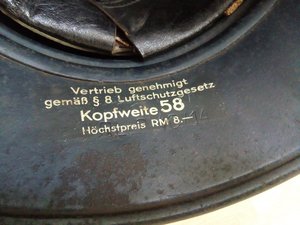 Vertrieb genehmigt
gemäß § 8 Luftschutzgesetz
Kopfweite 58
Höchstpreis RM 8.—